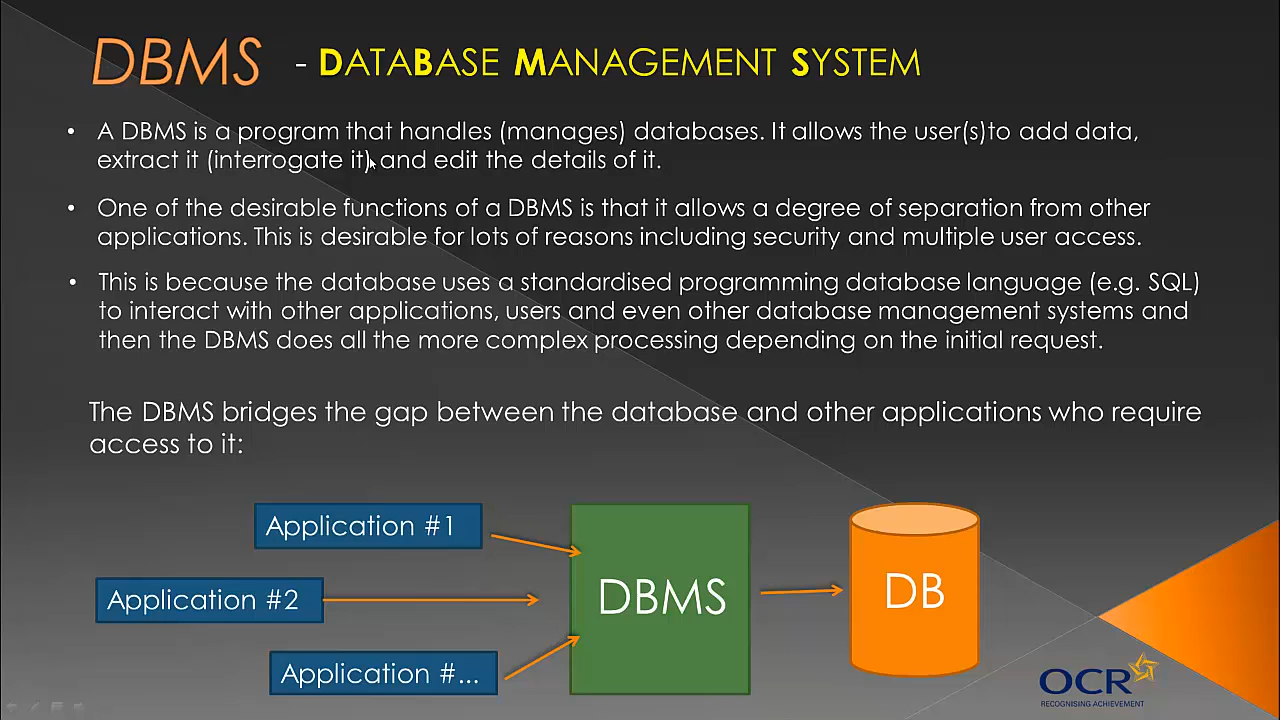 DBMS - DATABASE MANAGEMENT SYSTEM
• A DBMS is a program that handles (manages) databases. It allows the user(s)to add data,
extract it (interrogate it) and edit the details of it.
• One of the desirable functions of a DBMS is that it allows a degree of separation from other
applications. This is desirable for lots of reasons including security and multiple user access.
• This is because the database uses a standardised programming database language (e.g. SQL)
to interact with other applications, users and even other database management systems and
then the DBMS does all the more complex processing depending on the initial request.
The DBMS bridges the gap between the database and other applications who require
access to it:
Application #1
Application #2
Application #...
DBMS
DB
OCR
RECOGNISING ACHIEVEMENT